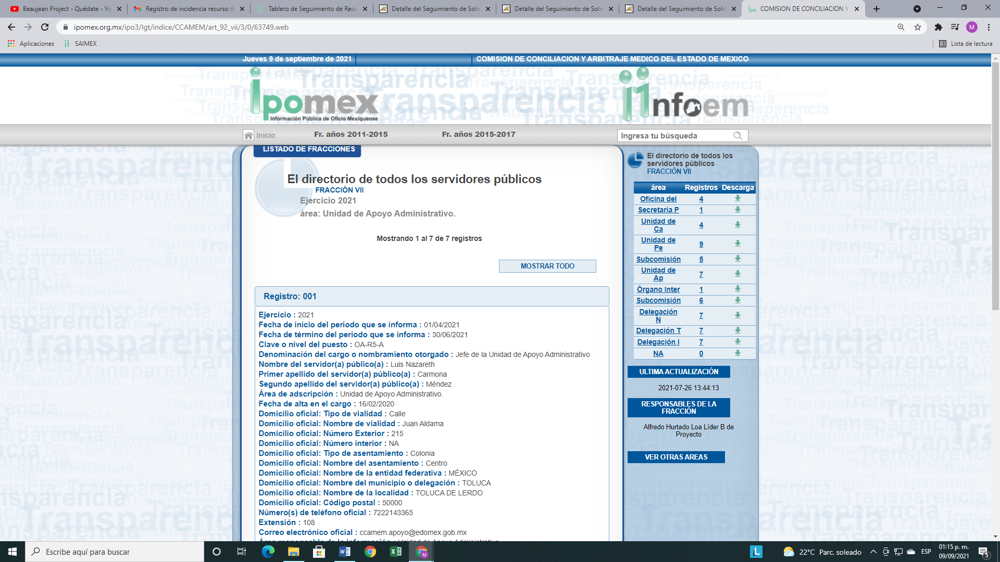 Beaujean Project - Quédate - Yo
Registro de incidencia recurso d
Tablero de Seguimiento de Recu
Detalle del Seguimiento de Solic
Detalle del Seguimiento de Solic
Detalle del Seguimiento de Solic
COMISION DE CONCILIACION Y
ipomex.org.mx/ipo3/lgt/indice/CCAMEM/art_92_vii/3/0/63749.web
M
Aplicaciones
SAIMEX
Lista de lectura
Jueves 9 de septiembre de 2021
COMISION DE CONCILIACION Y ARBITRAJE MEDICO DEL ESTADO DE MEXICO
ipomex
Información Pública de Oficio Mexiquense
infoem
Transparencia
Inicio
Fr. años 2011-2015
Fr. años 2015-2017
Ingresa tu búsqueda
LISTADO DE FRACCIONES
El directorio de todos los servidores públicos
FRACCIÓN VII
Ejercicio 2021
área: Unidad de Apoyo Administrativo.
Mostrando 1 al 7 de 7 registros
MOSTRAR TODO
Registro: 001
Ejercicio : 2021
Fecha de inicio del periodo que se informa : 01/04/2021
Fecha de término del periodo que se informa : 30/06/2021
Clave o nivel del puesto : OA-R5-A
Denominación del cargo o nombramiento otorgado : Jefe de la Unidad de Apoyo Administrativo
Nombre del servidor(a) público(a) : Luis Nazareth
Primer apellido del servidor(a) público(a) : Carmona
Segundo apellido del servidor(a) público(a) : Méndez
Área de adscripción : Unidad de Apoyo Administrativo.
Fecha de alta en el cargo : 16/02/2020
Domicilio oficial: Tipo de vialidad : Calle
Domicilio oficial: Nombre de vialidad : Juan Aldama
Domicilio oficial: Número Exterior : 215
Domicilio oficial: Número interior : NA
Domicilio oficial: Tipo de asentamiento : Colonia
Domicilio oficial: Nombre del asentamiento : Centro
Domicilio oficial: Nombre de la entidad federativa : MÉXICO
Domicilio oficial: Nombre del municipio o delegación : TOLUCA
Domicilio oficial: Nombre de la localidad : TOLUCA DE LERDO
Domicilio oficial: Código postal : 50000
Número(s) de teléfono oficial : 7222143365
Extensión : 108
Correo electrónico oficial : ccamem.apoyo@edomex.gob.mx
Área responsable de la información : Unidad de Apoyo Administrativo
El directorio de todos los
servidores públicos
FRACCIÓN VII
área Registros Descarga
Oficina del 4
Secretaría P 1
Unidad de
Ca 4
Unidad de
Pe 9
Subcomisión 5
Unidad de
Ap 7
Órgano Inter 1
Subcomisión 6
Delegación
N 7
Delegación T 7
Delegación I 7
NA 0
ULTIMA ACTUALIZACIÓN
2021-07-26 13:44:13
RESPONSABLES DE LA
FRACCIÓN
Alfredo Hurtado Loa Líder B de
Proyecto
VER OTRAS AREAS
Escribe aquí para buscar
L
22°C Parc. soleado
ESP
01:15 p. m.
09/09/2021
5